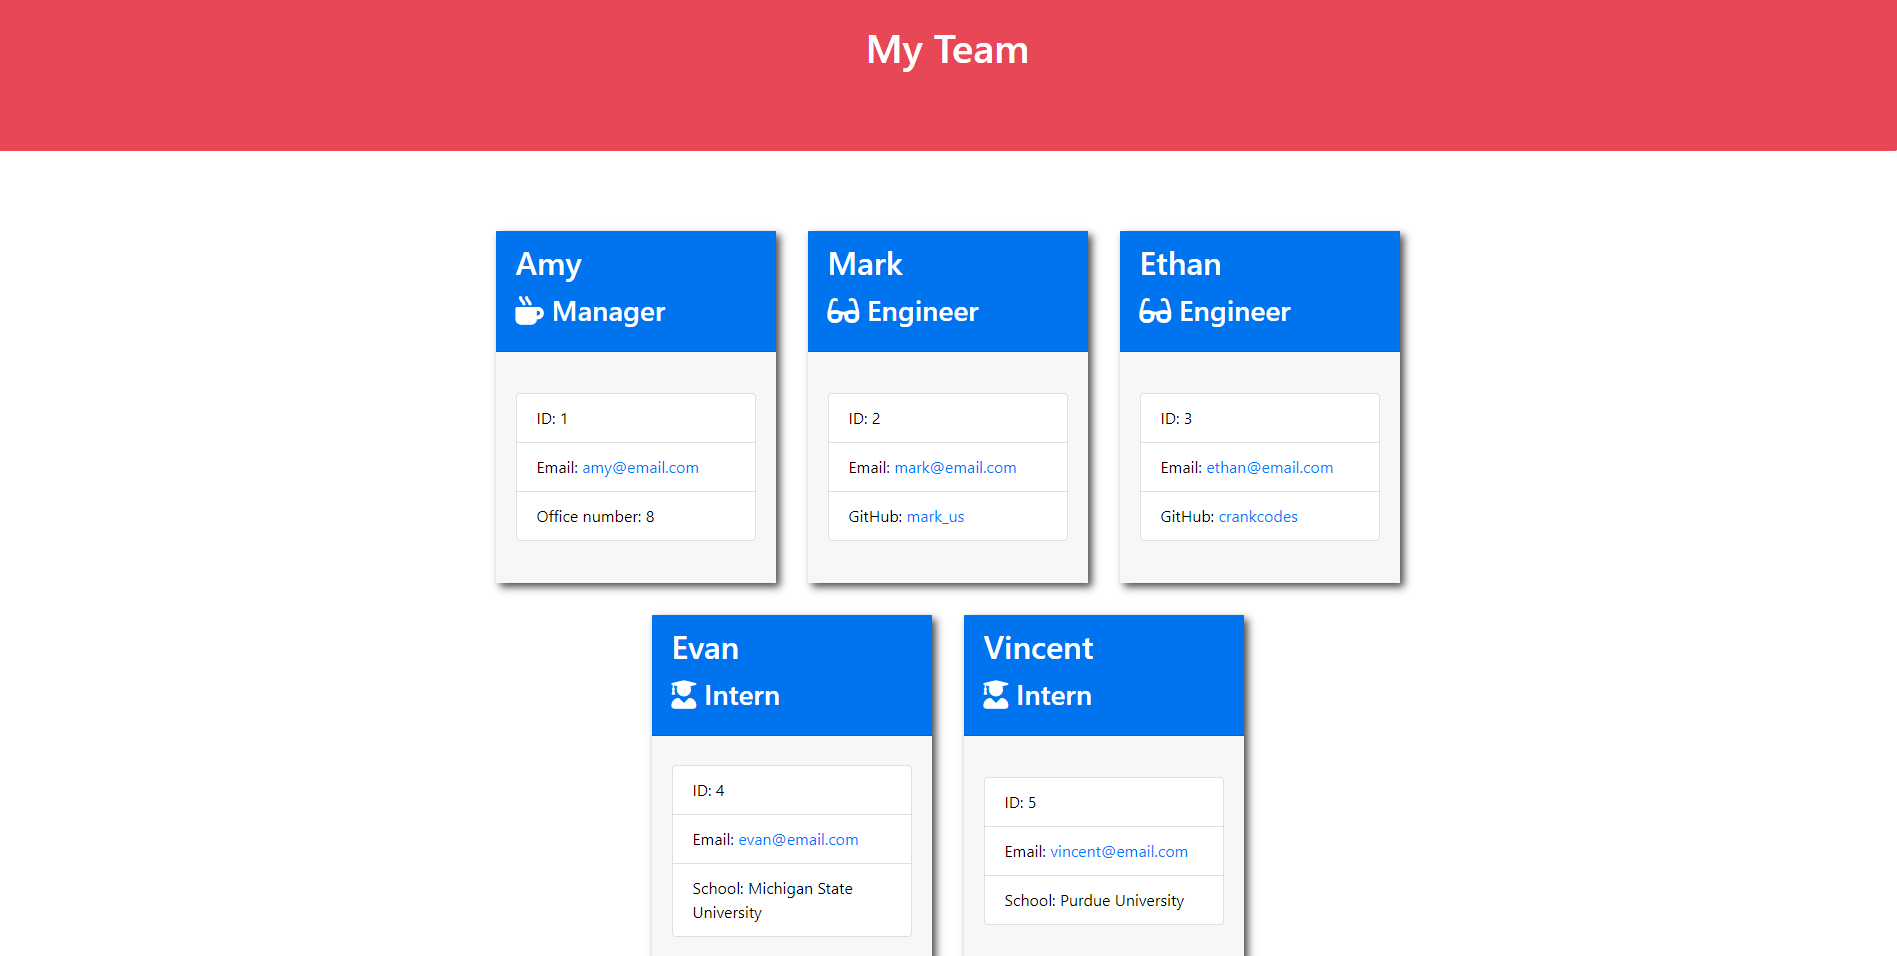 My Team
Amy
Manager
ID: 1
Email: amy@email.com
Office number: 8
Mark
Engineer
ID: 2
Email: mark@email.com
GitHub: mark_us
Ethan
Engineer
ID: 3
Email: ethan@email.com
GitHub: crankcodes
Evan
Intern
ID: 4
Email: evan@email.com
School: Michigan State
University
Vincent
Intern
ID: 5
Email: vincent@email.com
School: Purdue University